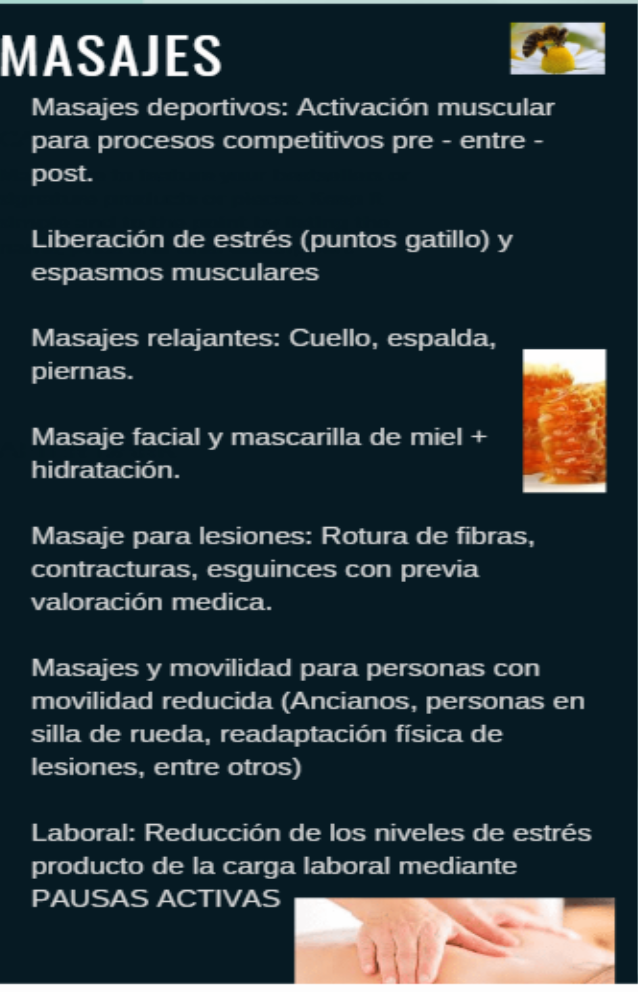 MASAJES
Masajes deportivos: Activación muscular
para procesos competitivos pre - entre -
post.
Liberación de estrés (puntos gatillo) y
espasmos musculares
Masajes relajantes: Cuello, espalda,
piernas.
Masaje facial y mascarilla de miel +
hidratación.
Masaje para lesiones: Rotura de fibras,
contracturas, esguinces con previa
valoración medica.
Masajes y movilidad para personas con
movilidad reducida (Ancianos, personas en
silla de rueda, readaptación física de
lesiones, entre otros)
Laboral: Reducción de los niveles de estrés
producto de la carga laboral mediante
PAUSAS ACTIVAS